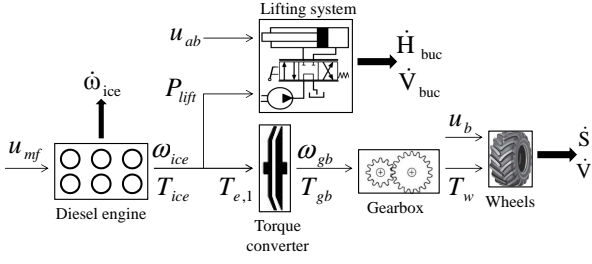 Lifting system
u_ab
Ḣ_buc
V̇_buc
P_lift
ω̇_ice
u_mf
ω_ice
T_ice
T_e,1
ω_gb
T_gb
u_b
T_w
Ṡ
V̇
Diesel engine
Torque
converter
Gearbox
Wheels